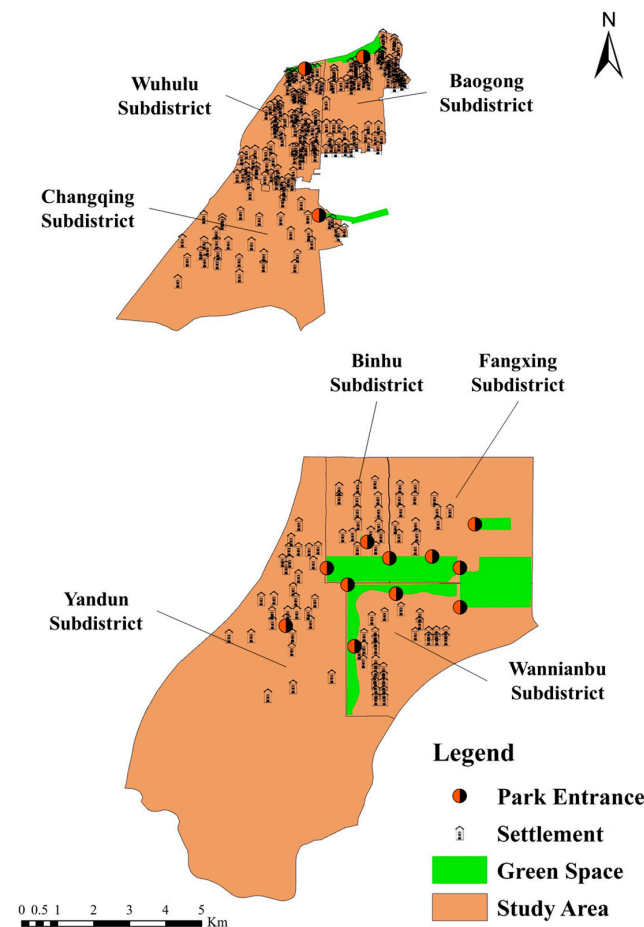 N
Wuhulu
Subdistrict
Baogong
Subdistrict
Changqing
Subdistrict
Binhu
Subdistrict
Fangxing
Subdistrict
Yandun
Subdistrict
Wannianbu
Subdistrict
Legend
Park Entrance
Settlement
Green Space
Study Area
0 0.5 1 2 3 4 5
Km